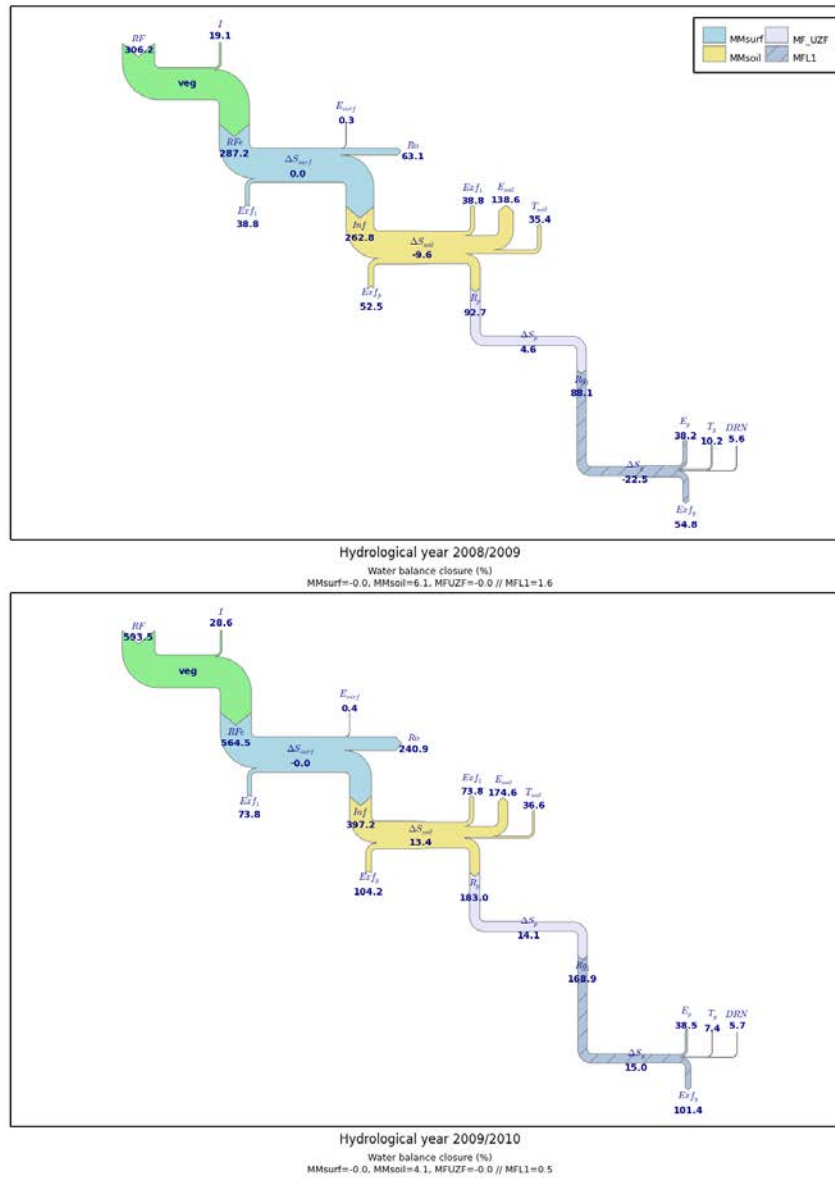 RF
306.2
I
19.1
MMsurf
MF_UZF
MMsoil
MFL1
veg
E_surf
0.3
RFe
287.2
ΔS_surf
0.0
Ro
63.1
Exf_1
38.8
Exf_1
38.8
E_soil
138.6
T_soil
35.4
Inf
262.8
ΔS_soil
-9.6
Exf_g
52.5
R_p
92.7
ΔS_p
4.6
Rg_1
88.1
E_g
38.2
T_g
10.2
DRN
5.6
ΔS_g
-22.5
Exf_g
54.8
Hydrological year 2008/2009
Water balance closure (%)
MMsurf=-0.0, MMsoil=6.1, MFUZF=-0.0 // MFL1=1.6
RF
593.5
I
28.6
veg
E_surf
0.4
RFe
564.5
ΔS_surf
-0.0
Ro
240.9
Exf_1
73.8
Exf_1
73.8
E_soil
174.6
T_soil
36.6
Inf
397.2
ΔS_soil
13.4
Exf_g
104.2
R_p
183.0
ΔS_p
14.1
Rg_1
168.9
E_g
38.5
T_g
7.4
DRN
5.7
ΔS_g
15.0
Exf_g
101.4
Hydrological year 2009/2010
Water balance closure (%)
MMsurf=-0.0, MMsoil=4.1, MFUZF=-0.0 // MFL1=0.5